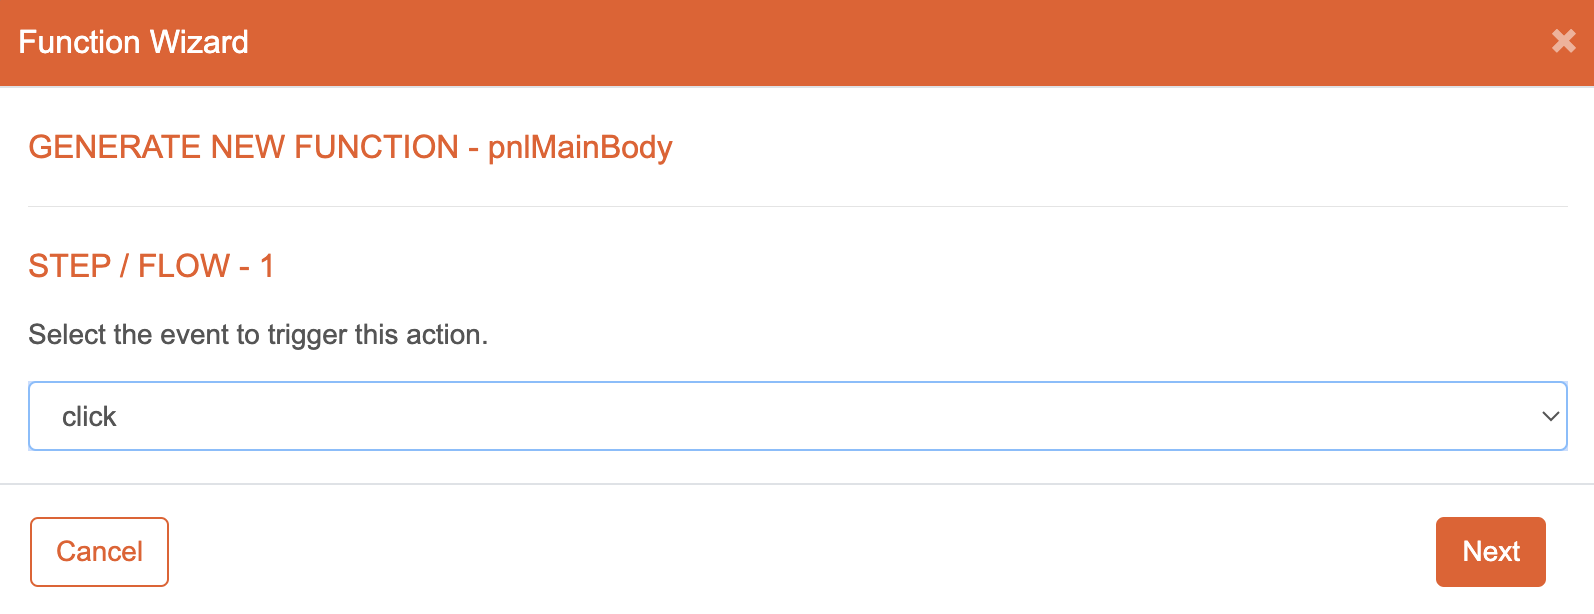 Function Wizard
GENERATE NEW FUNCTION - pnlMainBody
STEP / FLOW - 1
Select the event to trigger this action.
click
Cancel
Next